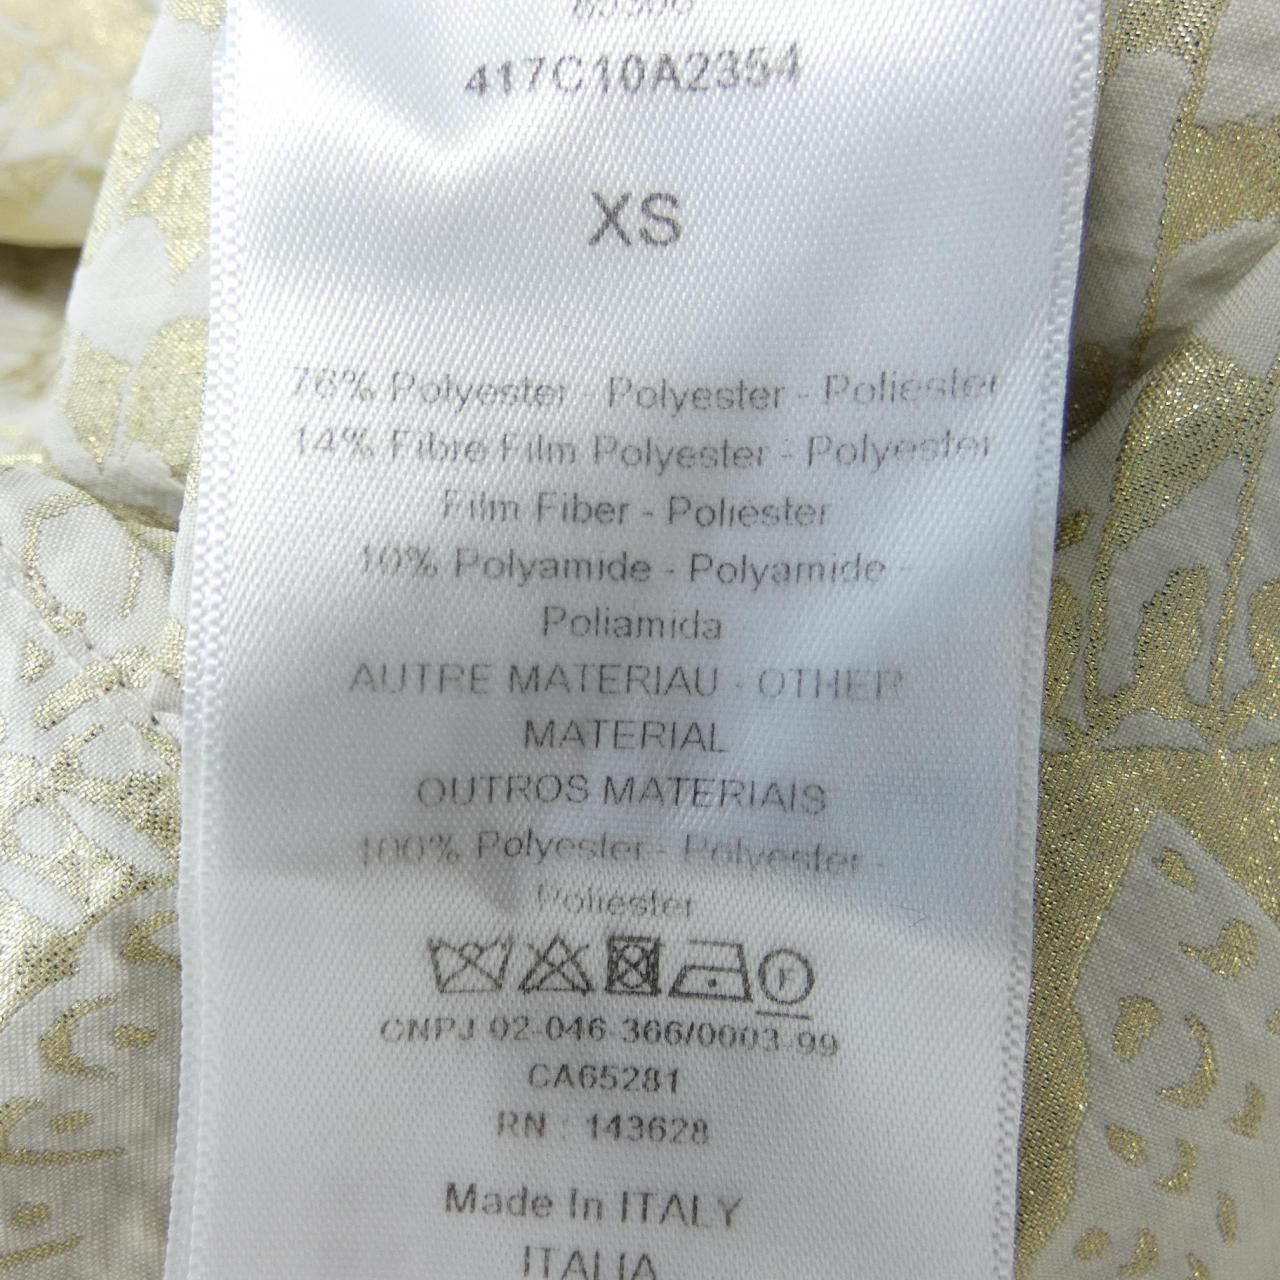 417C10A2354
XS
76% Polyester - Polyester - Poliéster
14% Fibre Film Polyester - Polyester
Film Fiber - Poliéster
10% Polyamide - Polyamide -
Poliamida
AUTRE MATERIAU - OTHER
MATERIAL
OUTROS MATERIAIS
100% Polyester - Polyester -
Poliester
F
CNPJ 02-046 366/0003-99
CA65281
RN : 143628
Made In ITALY
ITALIA